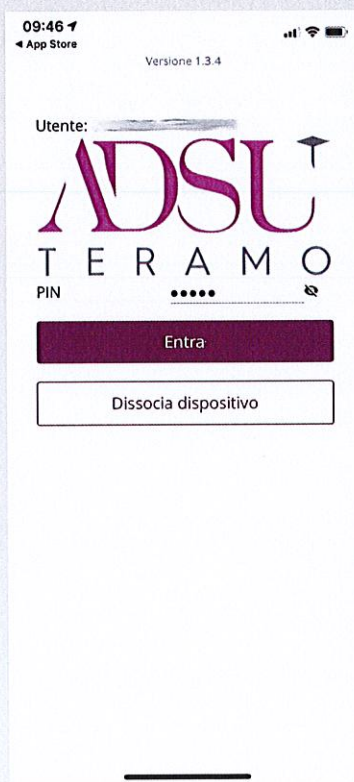 09:46
◄ App Store
Versione 1.3.4
Utente:
ADSU
TERAMO
PIN •••••
Entra
Dissocia dispositivo